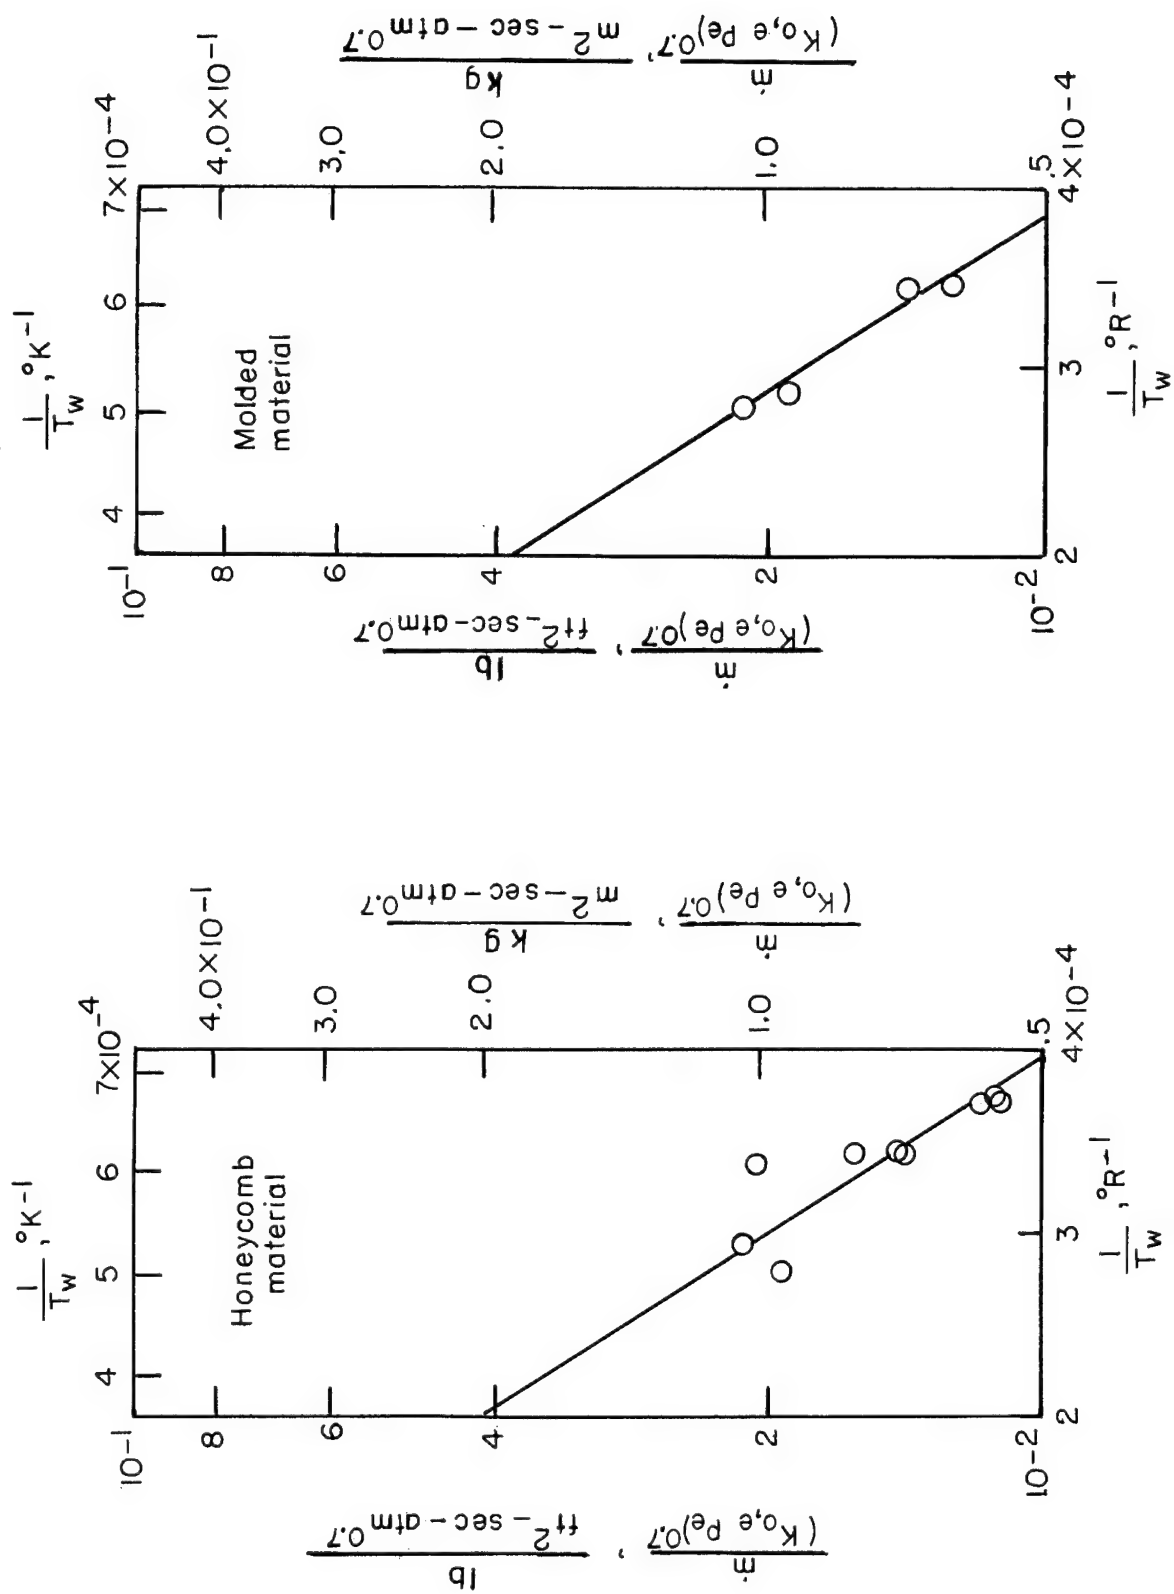 1/T_w , °K⁻¹
4 5 6 7×10⁻⁴
Honeycomb
material
10⁻¹
8
6
4
2
10⁻²
ṁ/(K_o,e P_e)^0.7 , lb/ft²-sec-atm^0.7
4.0×10⁻¹
3.0
2.0
1.0
.5
ṁ/(K_o,e P_e)^0.7 , kg/m²-sec-atm^0.7
2 3 4×10⁻⁴
1/T_w , °R⁻¹
1/T_w , °K⁻¹
4 5 6 7×10⁻⁴
Molded
material
10⁻¹
8
6
4
2
10⁻²
ṁ/(K_o,e P_e)^0.7 , lb/ft²-sec-atm^0.7
4.0×10⁻¹
3.0
2.0
1.0
.5
ṁ/(K_o,e P_e)^0.7 , kg/m²-sec-atm^0.7
2 3 4×10⁻⁴
1/T_w , °R⁻¹